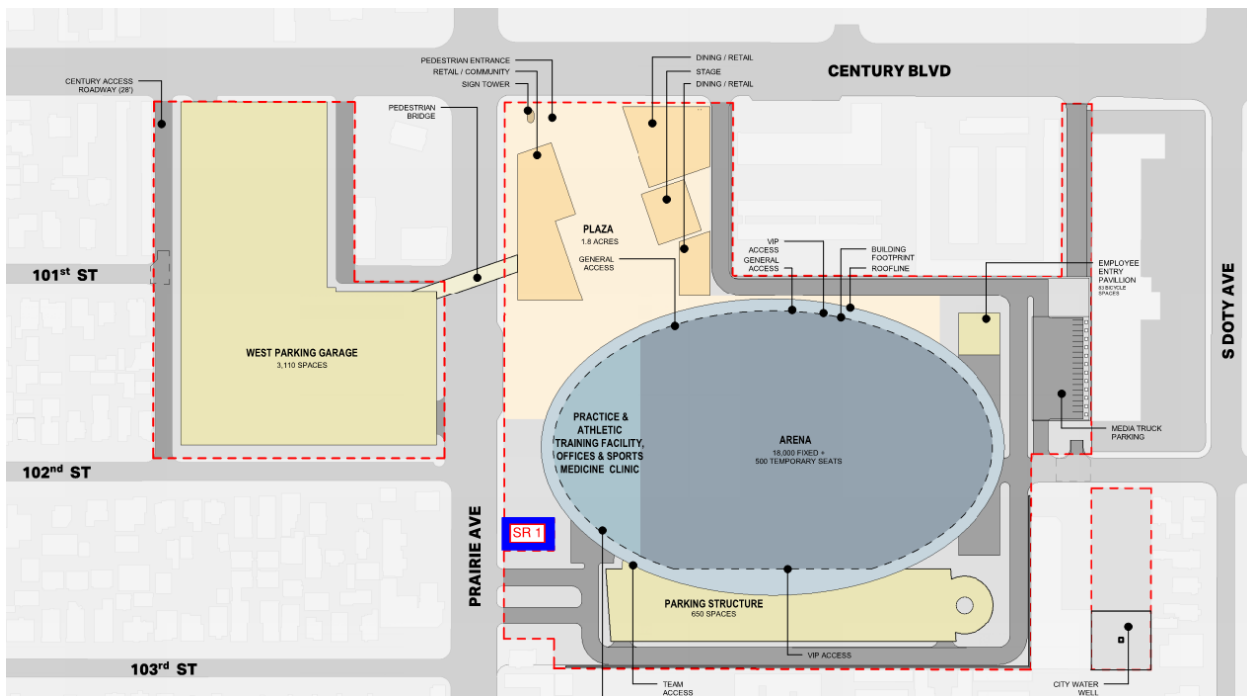 CENTURY BLVD
PEDESTRIAN ENTRANCE
RETAIL / COMMUNITY
SIGN TOWER
DINING / RETAIL
STAGE
DINING / RETAIL
CENTURY ACCESS
ROADWAY (28')
PEDESTRIAN
BRIDGE
PLAZA
1.8 ACRES
GENERAL
ACCESS
VIP
ACCESS
GENERAL
ACCESS
BUILDING
FOOTPRINT
ROOFLINE
EMPLOYEE
ENTRY
PAVILLION
83 BICYCLE
SPACES
101st ST
S DOTY AVE
WEST PARKING GARAGE
3,110 SPACES
PRACTICE &
ATHLETIC
TRAINING FACILITY,
OFFICES & SPORTS
MEDICINE CLINIC
ARENA
18,000 FIXED +
500 TEMPORARY SEATS
MEDIA TRUCK
PARKING
102nd ST
PRAIRIE AVE
SR 1
PARKING STRUCTURE
650 SPACES
VIP ACCESS
103rd ST
TEAM
ACCESS
CITY WATER
WELL